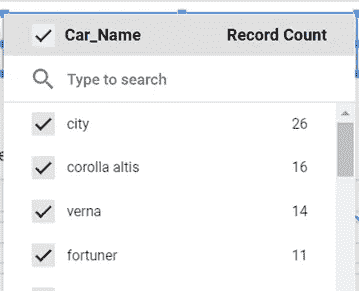 Car_Name Record Count
Type to search
city 26
corolla altis 16
verna 14
fortuner 11